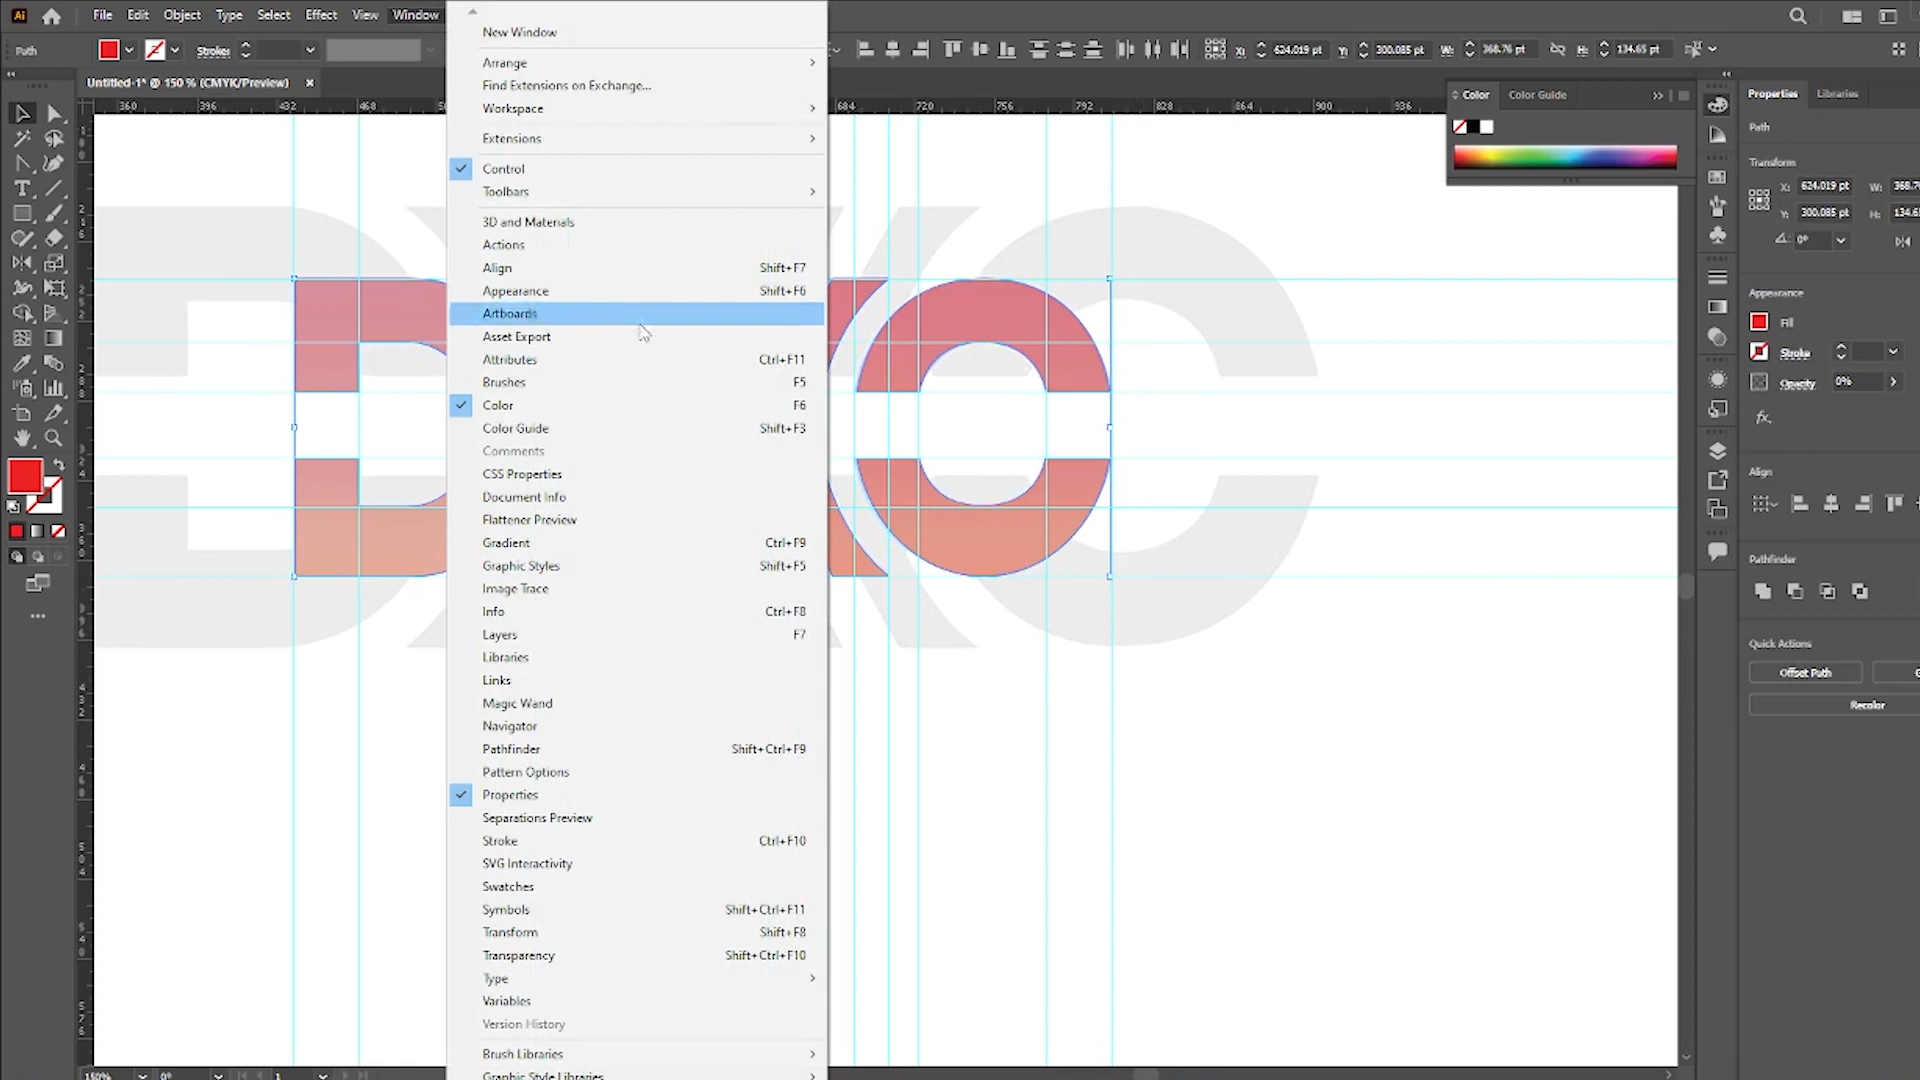 Ai File Edit Object Type Select Effect View Window
Path Stroke: X: 624.019 pt Y: 300.085 pt W: 368.76 pt H: 134.65 pt
Untitled-1* @ 150 % (CMYK/Preview) ×
360 396 432 468 684 720 756 792 828 864 900 936
New Window
Arrange
Find Extensions on Exchange...
Workspace
Extensions
Control
Toolbars
3D and Materials
Actions
Align Shift+F7
Appearance Shift+F6
Artboards
Asset Export
Attributes Ctrl+F11
Brushes F5
Color F6
Color Guide Shift+F3
Comments
CSS Properties
Document Info
Flattener Preview
Gradient Ctrl+F9
Graphic Styles Shift+F5
Image Trace
Info Ctrl+F8
Layers F7
Libraries
Links
Magic Wand
Navigator
Pathfinder Shift+Ctrl+F9
Pattern Options
Properties
Separations Preview
Stroke Ctrl+F10
SVG Interactivity
Swatches
Symbols Shift+Ctrl+F11
Transform Shift+F8
Transparency Shift+Ctrl+F10
Type
Variables
Version History
Brush Libraries
Graphic Style Libraries
Color Color Guide
Properties Libraries
Path
Transform
X: 624.019 pt W: 368.7
Y: 300.085 pt H: 134.6
0°
Appearance
Fill
Stroke
Opacity 0%
fx
Align
Pathfinder
Quick Actions
Offset Path
Recolor
150% 0° 1